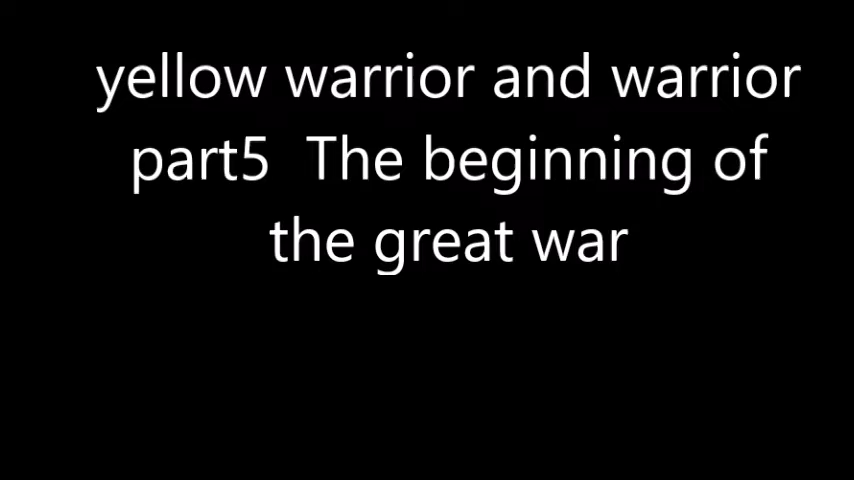 yellow warrior and warrior
part5  The beginning of
the great war